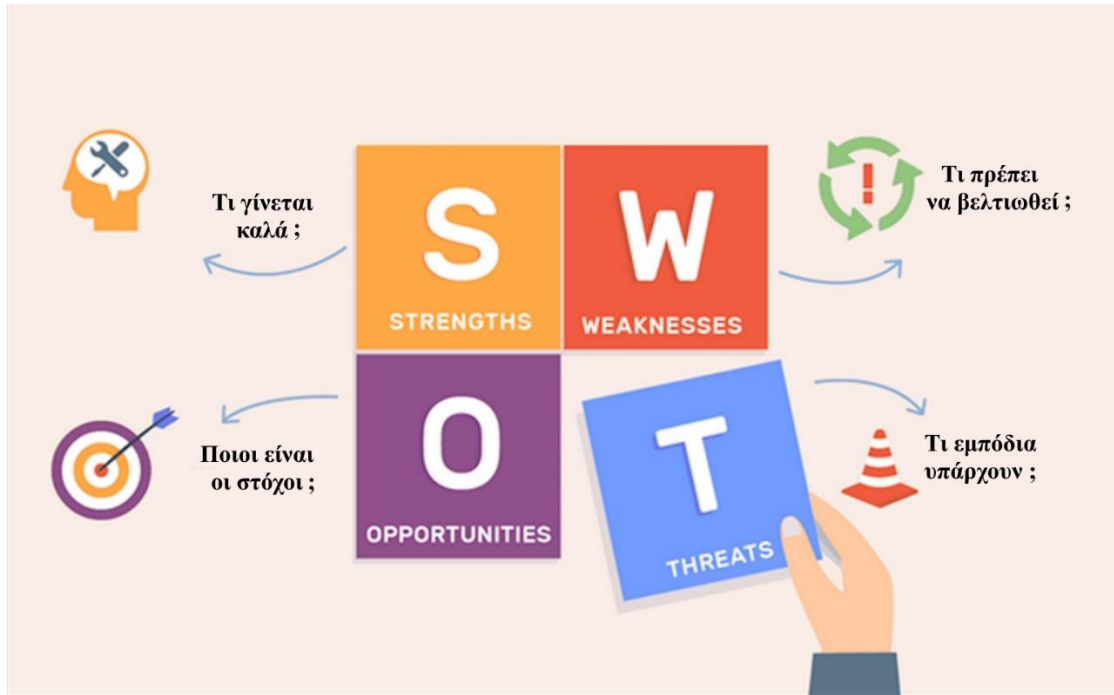 Τι γίνεται
καλά ;
S
STRENGTHS
W
WEAKNESSES
Τι πρέπει
να βελτιωθεί ;
Ποιοι είναι
οι στόχοι ;
O
OPPORTUNITIES
T
THREATS
Τι εμπόδια
υπάρχουν ;